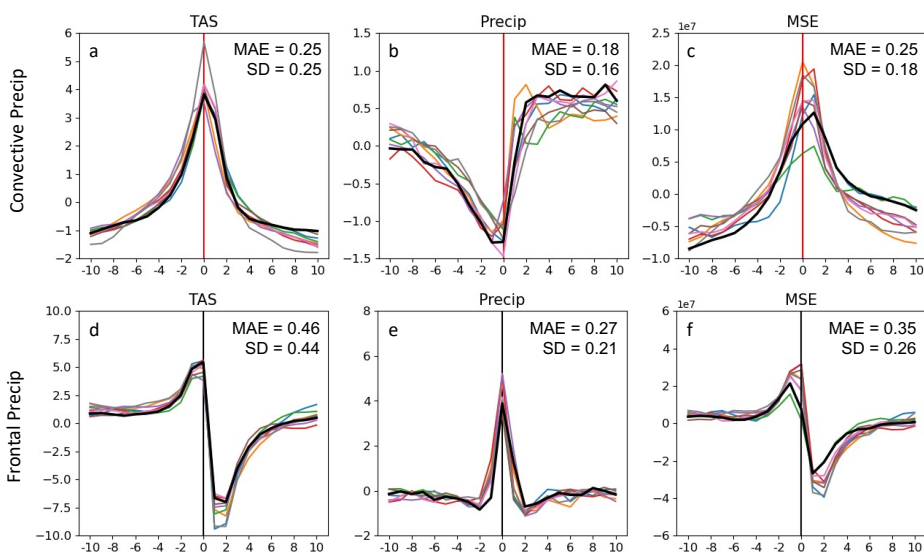 TAS Precip MSE
Convective Precip
a
MAE = 0.25
SD = 0.25
6
5
4
3
2
1
0
−1
−2
-10 -8 -6 -4 -2 0 2 4 6 8 10
b
MAE = 0.18
SD = 0.16
1.5
1.0
0.5
0.0
−0.5
−1.0
−1.5
-10 -8 -6 -4 -2 0 2 4 6 8 10
1e7
c
MAE = 0.25
SD = 0.18
2.5
2.0
1.5
1.0
0.5
0.0
−0.5
−1.0
-10 -8 -6 -4 -2 0 2 4 6 8 10
TAS Precip MSE
Frontal Precip
d
MAE = 0.46
SD = 0.44
10.0
7.5
5.0
2.5
0.0
−2.5
−5.0
−7.5
−10.0
-10 -8 -6 -4 -2 0 2 4 6 8 10
e
MAE = 0.27
SD = 0.21
8
6
4
2
0
−2
-10 -8 -6 -4 -2 0 2 4 6 8 10
1e7
f
MAE = 0.35
SD = 0.26
6
4
2
0
−2
−4
−6
-10 -8 -6 -4 -2 0 2 4 6 8 10